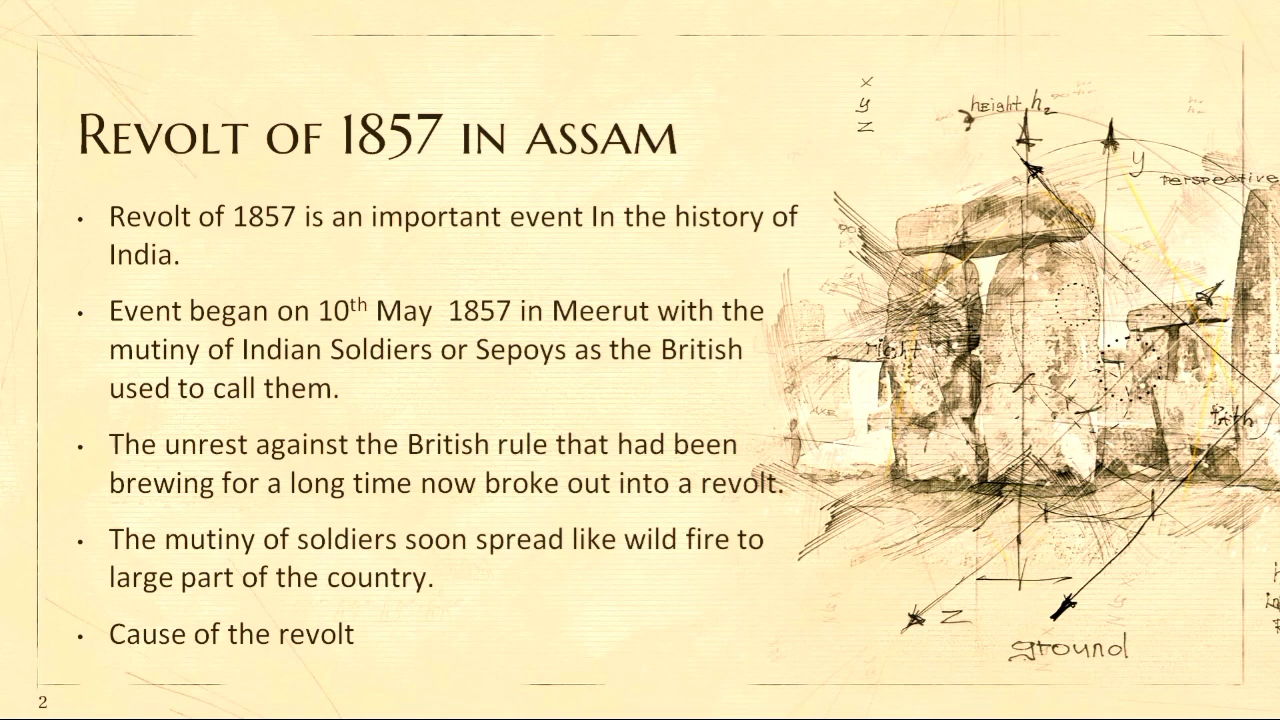 Revolt of 1857 in assam
• Revolt of 1857 is an important event In the history of
India.
• Event began on 10th May 1857 in Meerut with the
mutiny of Indian Soldiers or Sepoys as the British
used to call them.
• The unrest against the British rule that had been
brewing for a long time now broke out into a revolt.
• The mutiny of soldiers soon spread like wild fire to
large part of the country.
• Cause of the revolt
2
x
y
z
height h2
y
perspective
right
z
ground